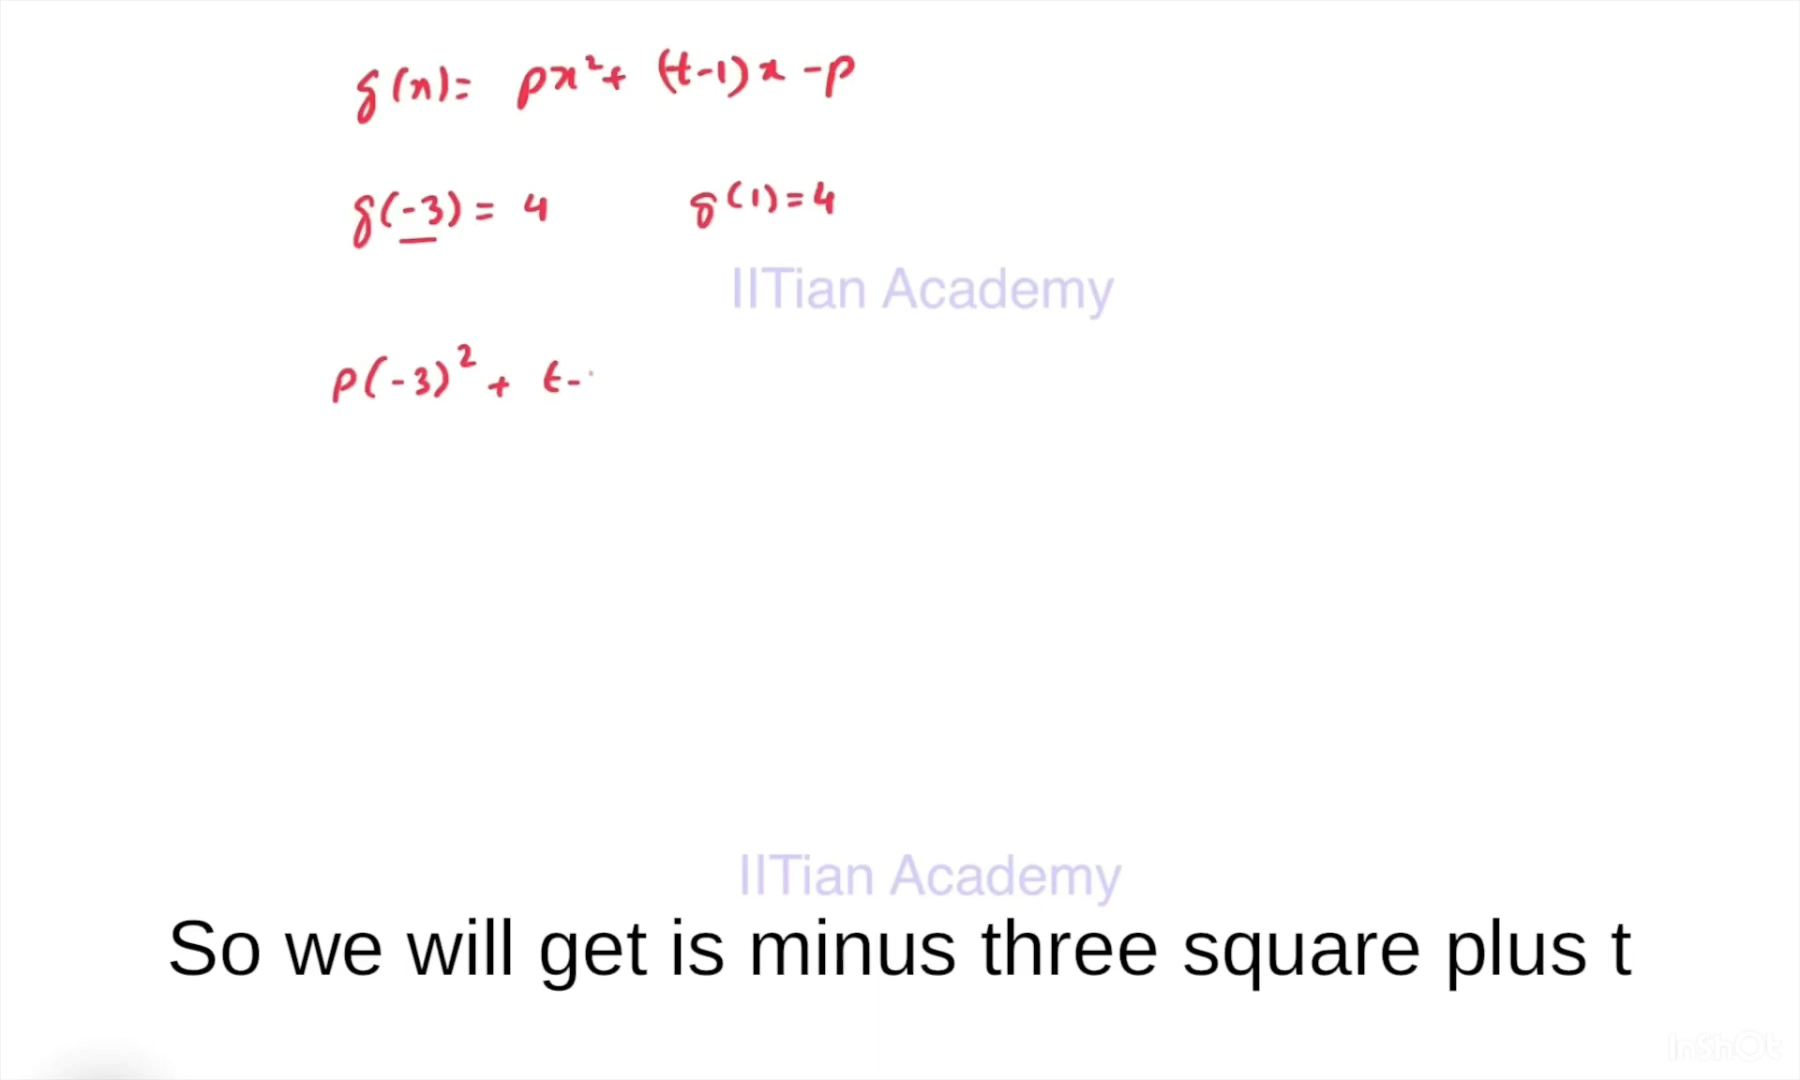 f(x) = px² + (t-1)x - p
f(-3) = 4    f(1) = 4
IITian Academy
p(-3)² + t-
IITian Academy
So we will get is minus three square plus t
InShOt